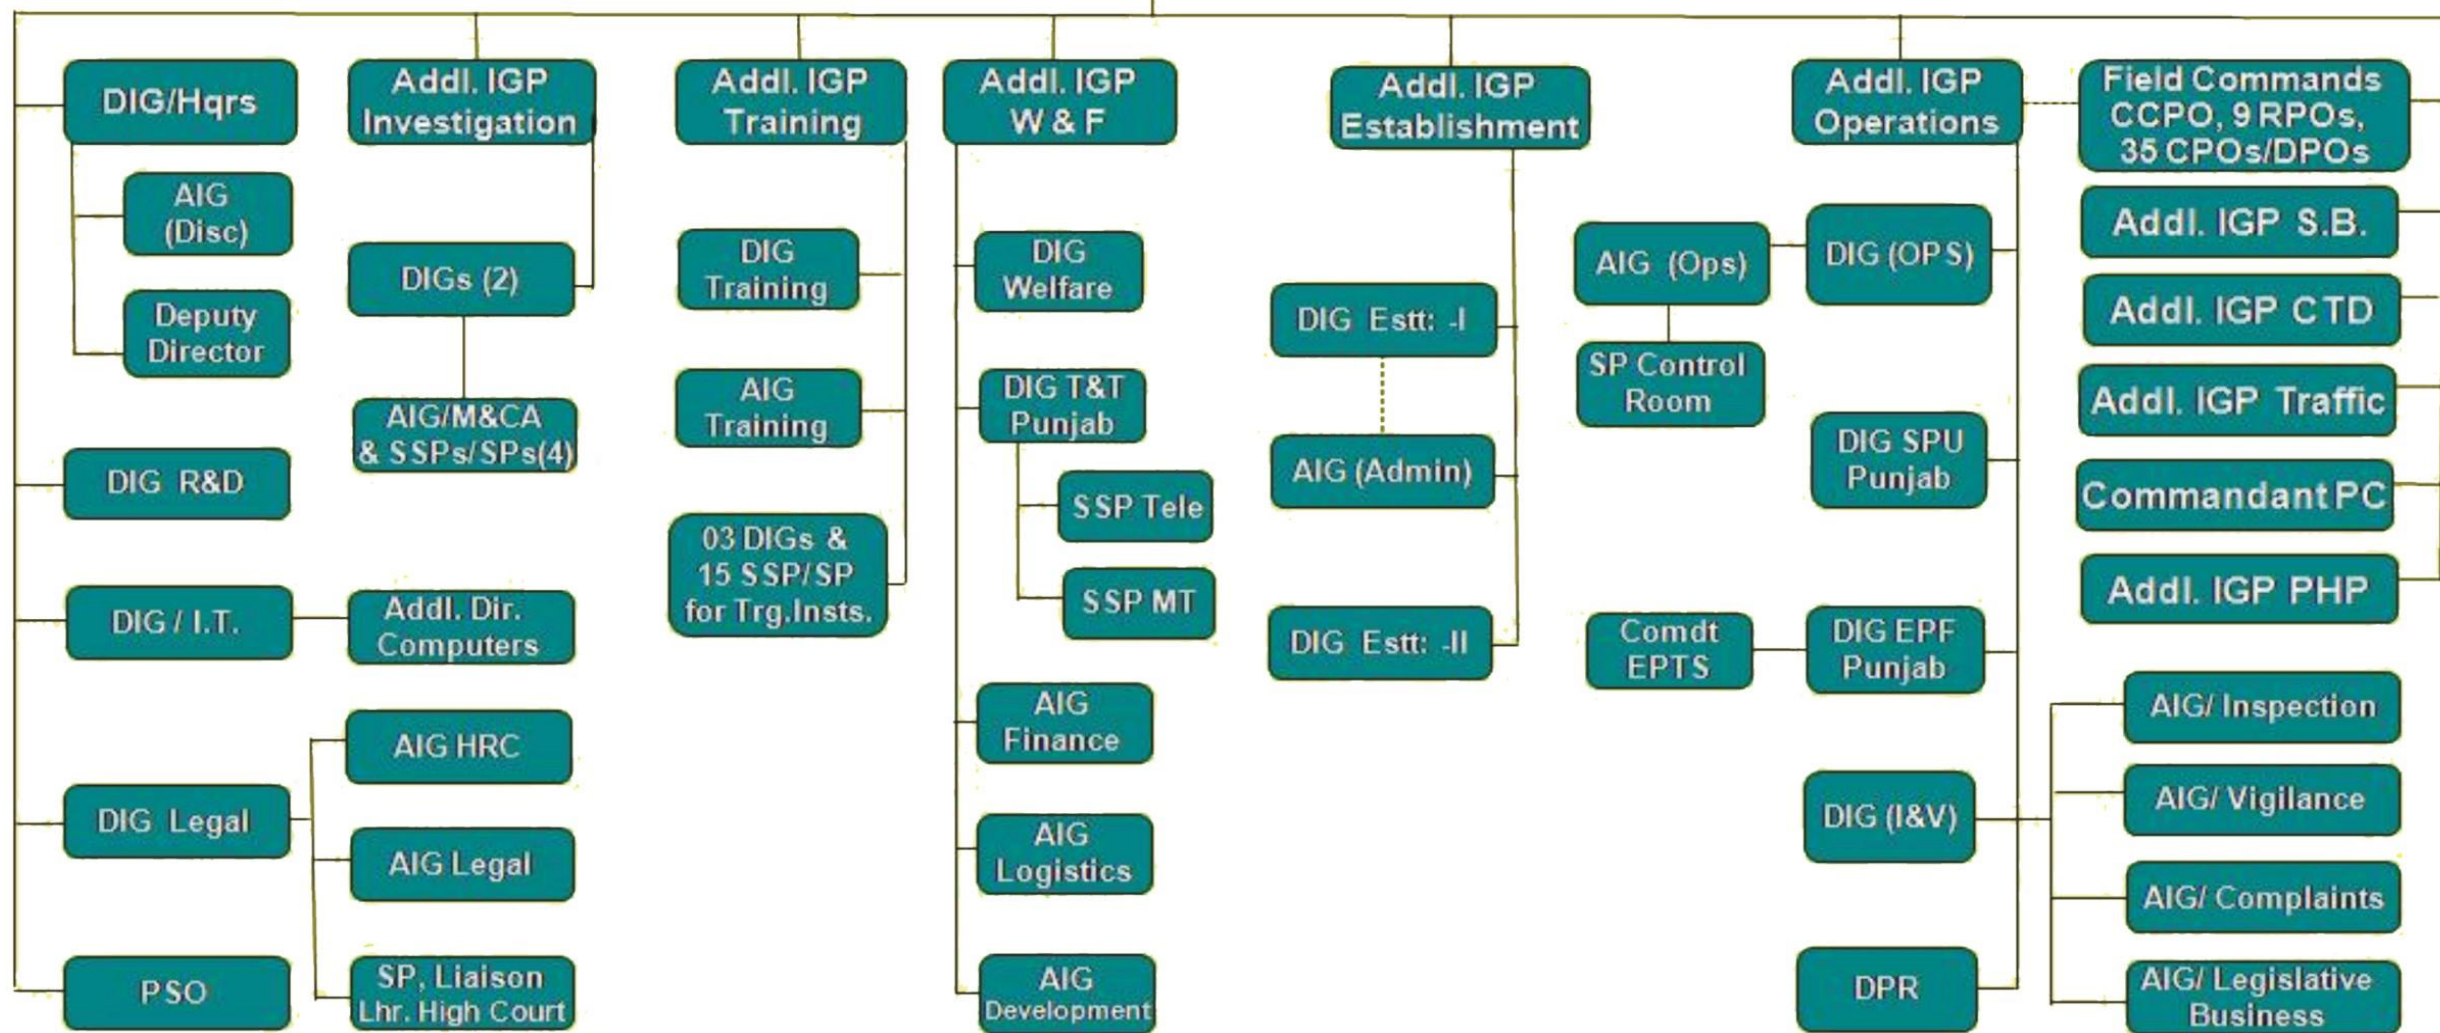 DIG/Hqrs
AIG
(Disc)
Deputy
Director
DIG R&D
DIG / I.T.
DIG Legal
PSO
Addl. IGP
Investigation
DIGs (2)
AIG/M&CA
& SSPs/SPs(4)
Addl. Dir.
Computers
AIG HRC
AIG Legal
SP, Liaison
Lhr. High Court
Addl. IGP
Training
DIG
Training
AIG
Training
03 DIGs &
15 SSP/SP
for Trg.Insts.
Addl. IGP
W & F
DIG
Welfare
DIG T&T
Punjab
SSP Tele
SSP MT
AIG
Finance
AIG
Logistics
AIG
Development
Addl. IGP
Establishment
DIG Estt: -I
AIG (Admin)
DIG Estt: -II
Addl. IGP
Operations
DIG (OPS)
AIG (Ops)
SP Control
Room
DIG SPU
Punjab
DIG EPF
Punjab
Comdt
EPTS
DIG (I&V)
DPR
Field Commands
CCPO, 9 RPOs,
35 CPOs/DPOs
Addl. IGP S.B.
Addl. IGP CTD
Addl. IGP Traffic
Commandant PC
Addl. IGP PHP
AIG/ Inspection
AIG/ Vigilance
AIG/ Complaints
AIG/ Legislative
Business